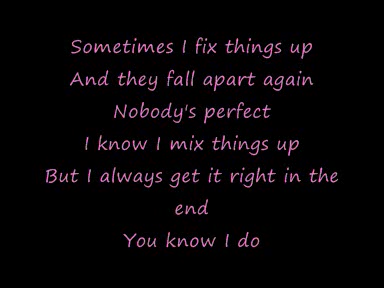 Sometimes I fix things up
And they fall apart again
Nobody's perfect
I know I mix things up
But I always get it right in the
end
You know I do